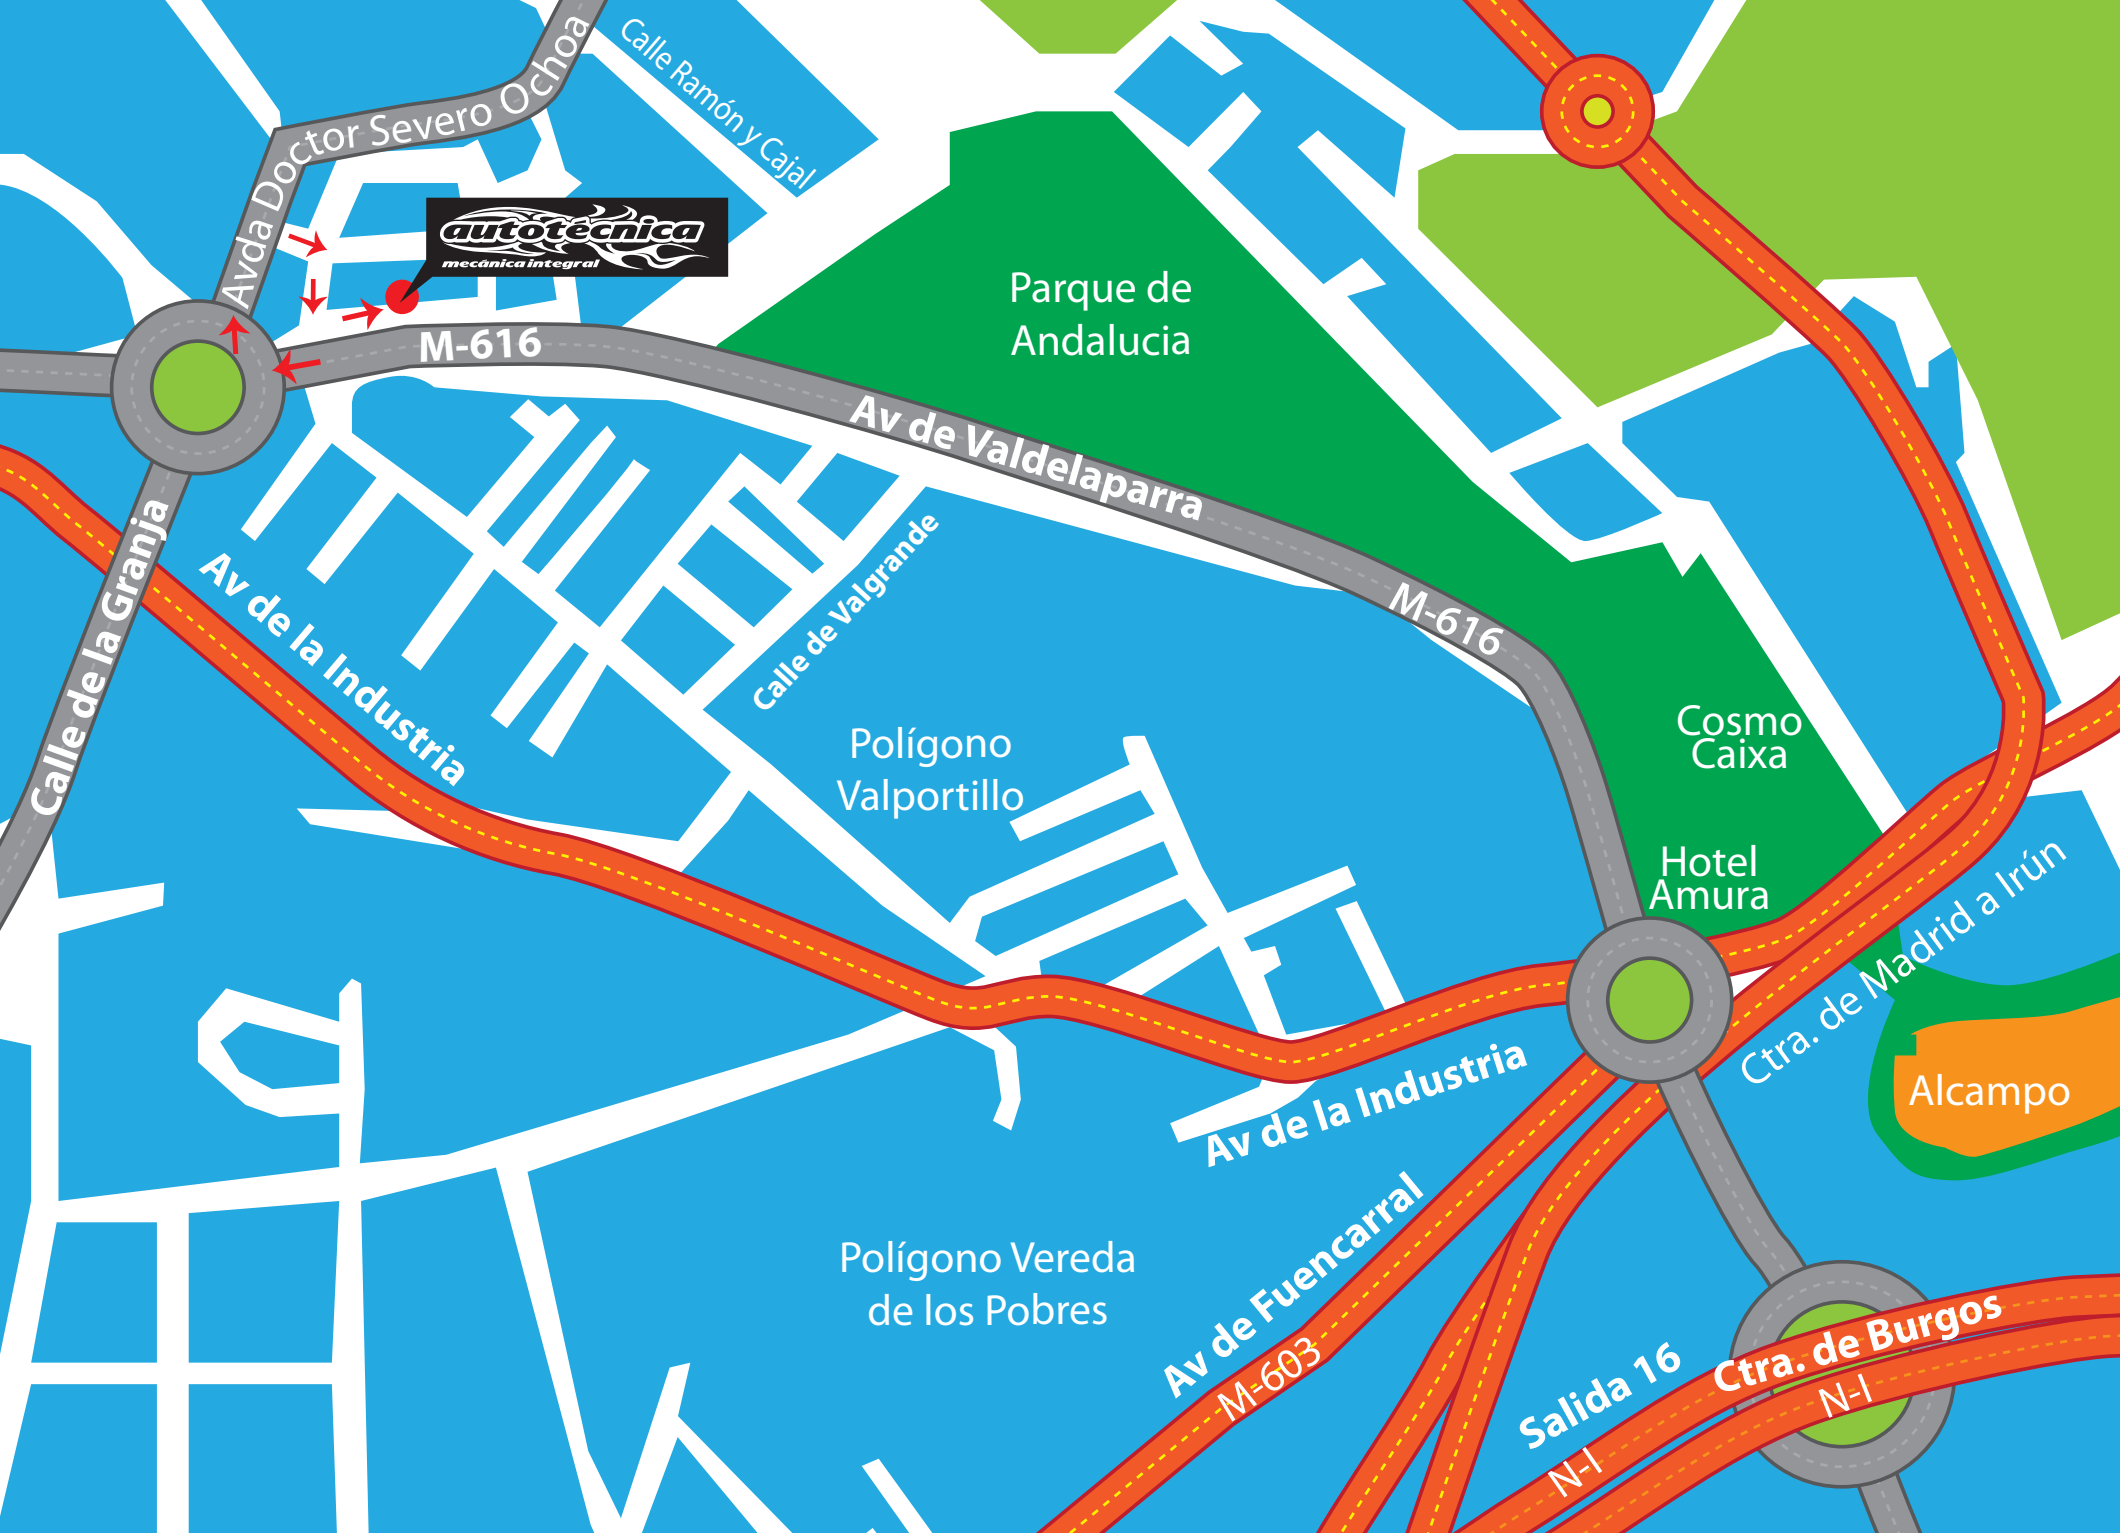 Calle Ramón y Cajal
Avda Doctor Severo Ochoa
autotécnica
mecánica integral
M-616
Parque de
Andalucia
Av de Valdelaparra
M-616
Calle de la Granja
Av de la Industria
Calle de Valgrande
Polígono
Valportillo
Cosmo
Caixa
Hotel
Amura
Ctra. de Madrid a Irún
Alcampo
Av de la Industria
Polígono Vereda
de los Pobres
Av de Fuencarral
M-603
Salida 16
N-I
Ctra. de Burgos
N-I